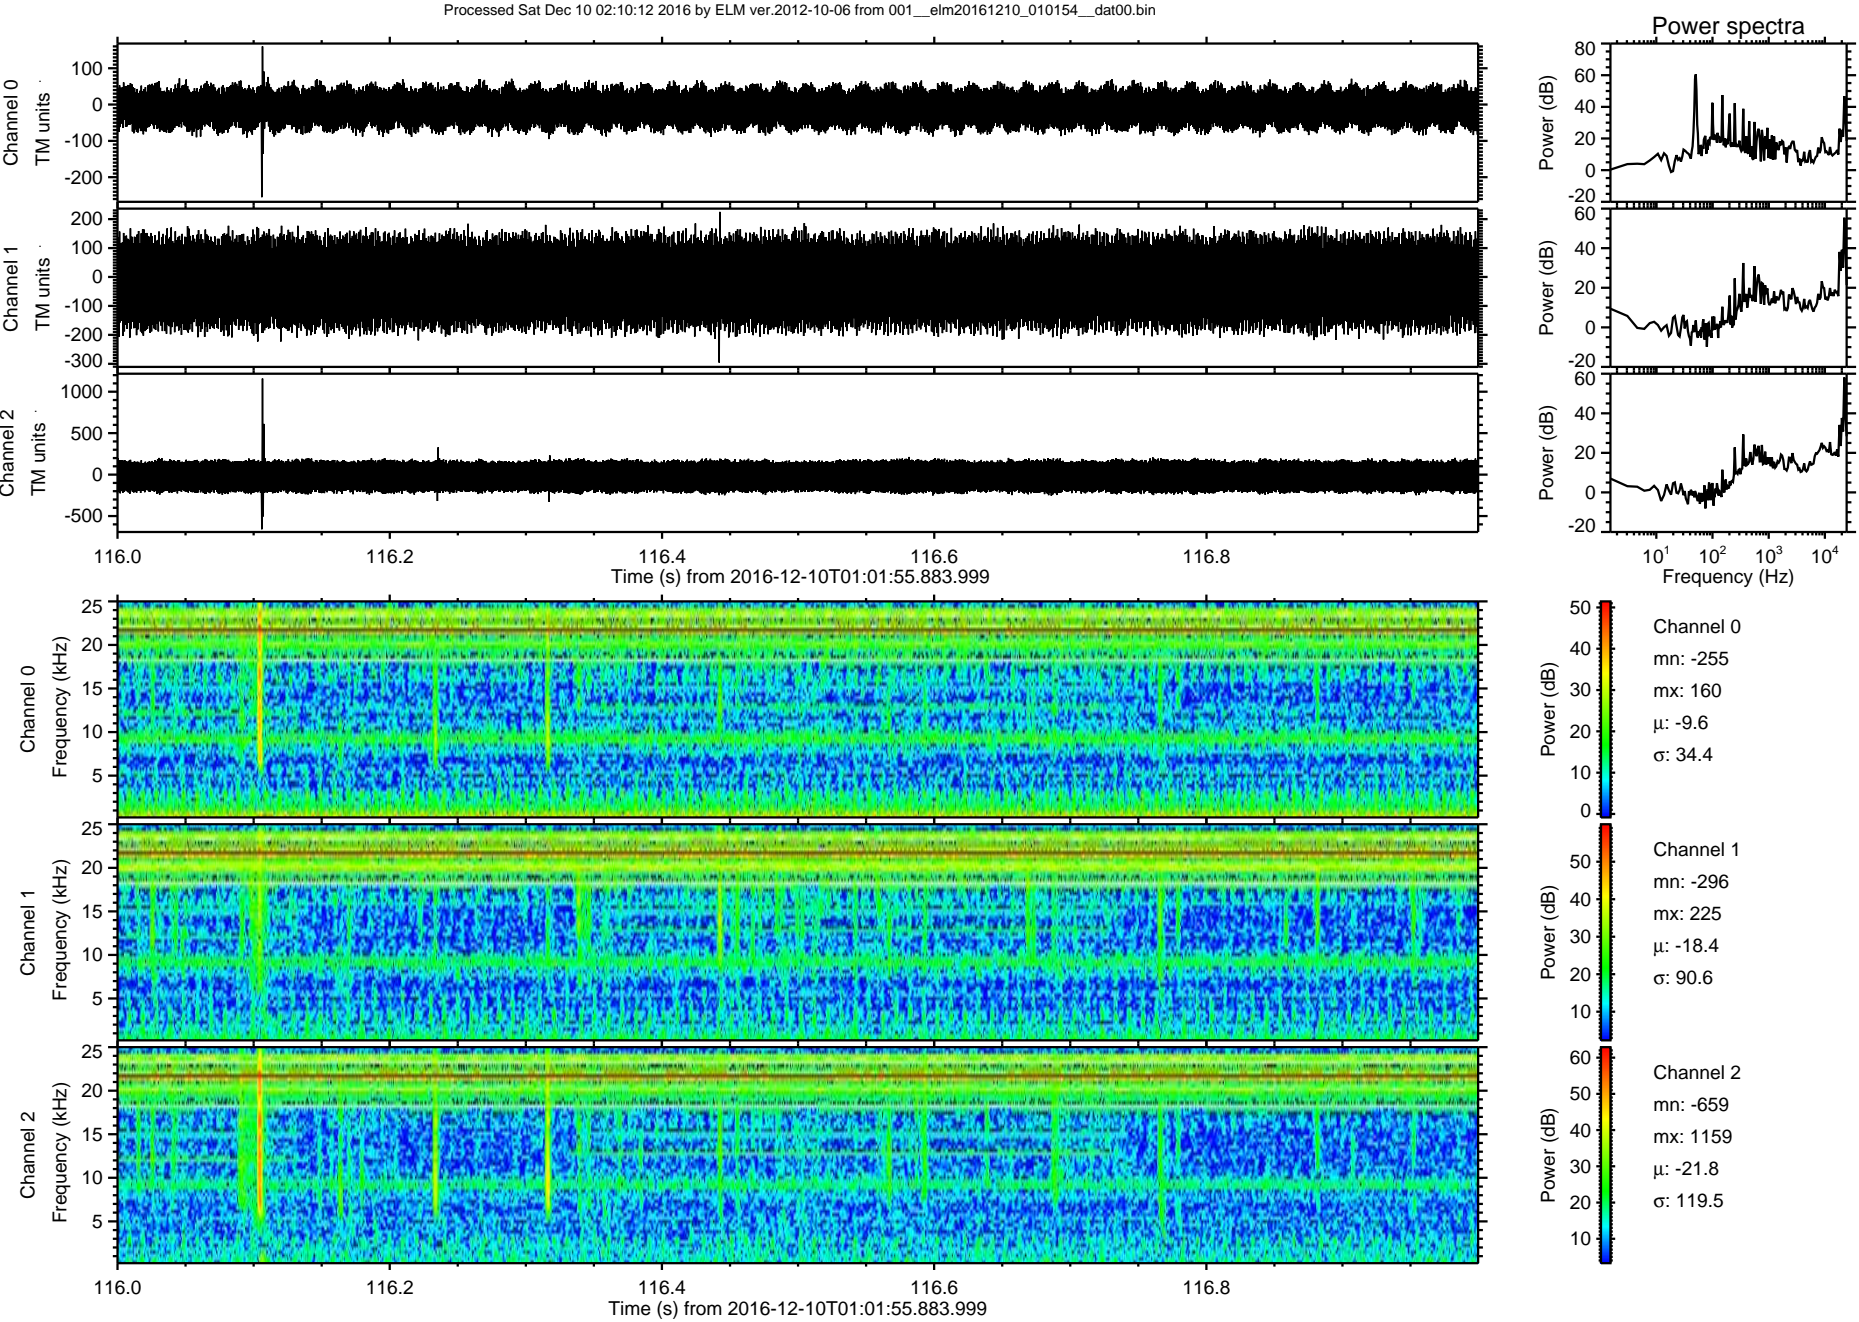 Processed Sat Dec 10 02:10:12 2016 by ELM ver.2012-10-06 from 001__elm20161210_010154__dat00.bin
Power spectra
Channel 0
TM units
100
0
-100
-200
Power (dB)
80
60
40
20
0
-20
Channel 1
TM units
200
100
0
-100
-200
-300
Power (dB)
60
40
20
0
-20
Channel 2
TM units
1000
500
0
-500
Power (dB)
60
40
20
0
-20
116.0 116.2 116.4 116.6 116.8
Time (s) from 2016-12-10T01:01:55.883.999
10¹ 10² 10³ 10⁴
Frequency (Hz)
Channel 0
Frequency (kHz)
25
20
15
10
5
Power (dB)
50
40
30
20
10
0
Channel 0
mn: -255
mx: 160
μ: -9.6
σ: 34.4
Channel 1
Frequency (kHz)
25
20
15
10
5
Power (dB)
50
40
30
20
10
Channel 1
mn: -296
mx: 225
μ: -18.4
σ: 90.6
Channel 2
Frequency (kHz)
25
20
15
10
5
Power (dB)
60
50
40
30
20
10
Channel 2
mn: -659
mx: 1159
μ: -21.8
σ: 119.5
116.0 116.2 116.4 116.6 116.8
Time (s) from 2016-12-10T01:01:55.883.999